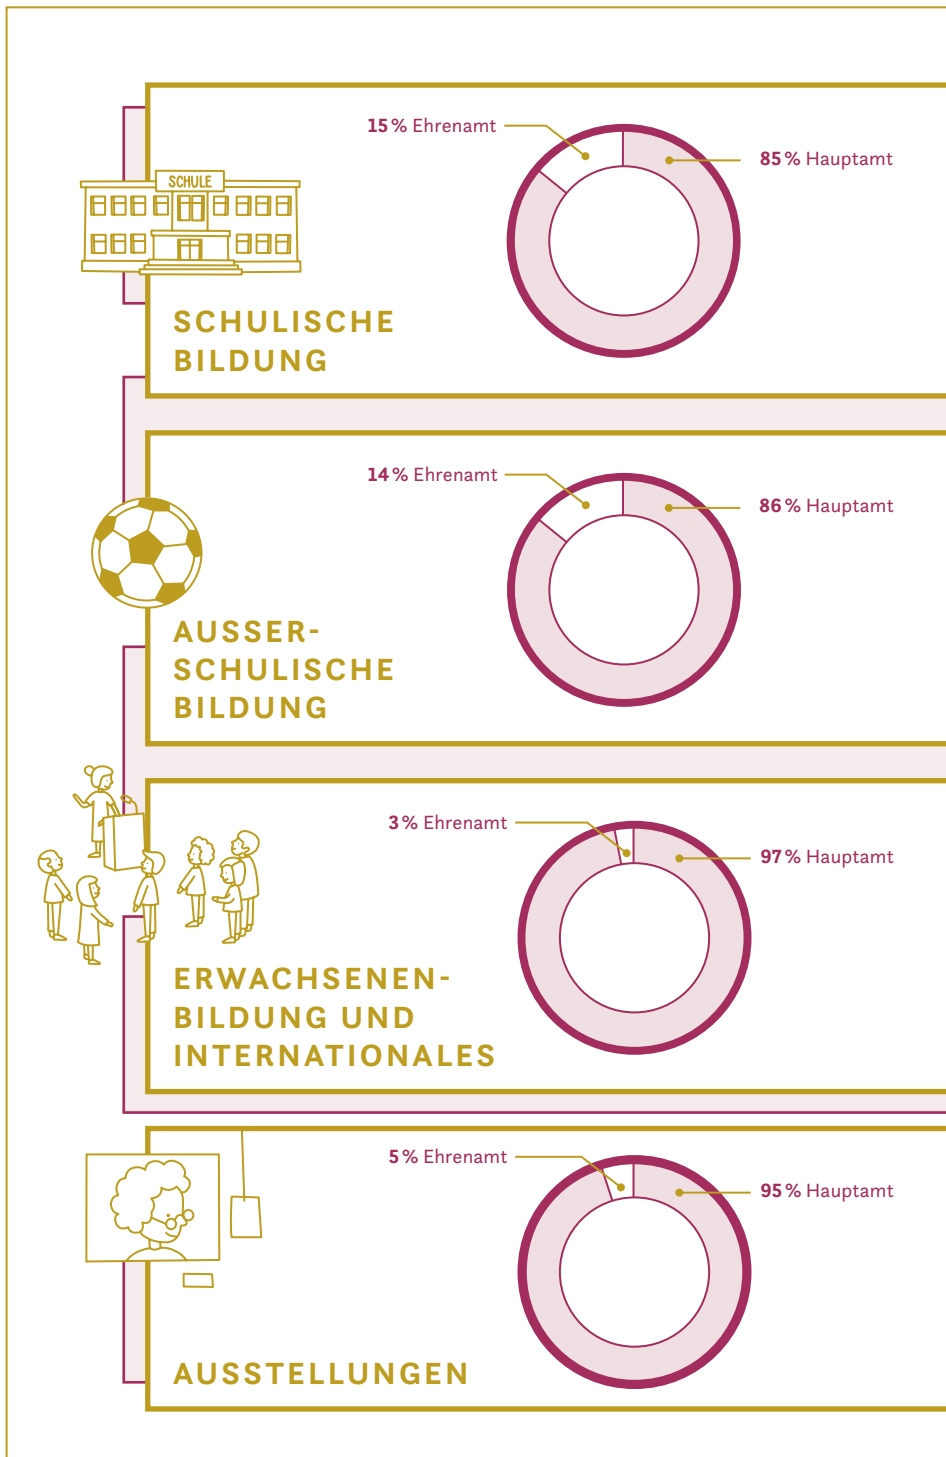 15 % Ehrenamt
85 % Hauptamt
SCHULE
SCHULISCHE
BILDUNG
14 % Ehrenamt
86 % Hauptamt
AUSSER-
SCHULISCHE
BILDUNG
3 % Ehrenamt
97 % Hauptamt
ERWACHSENEN-
BILDUNG UND
INTERNATIONALES
5 % Ehrenamt
95 % Hauptamt
AUSSTELLUNGEN